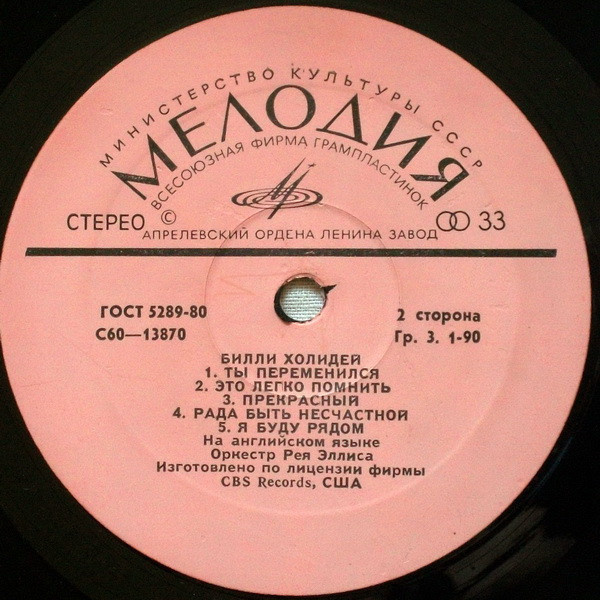 МИНИСТЕРСТВО КУЛЬТУРЫ СССР
МЕЛОДИЯ
ВСЕСОЮЗНАЯ ФИРМА ГРАМПЛАСТИНОК
СТЕРЕО ©
33
АПРЕЛЕВСКИЙ ОРДЕНА ЛЕНИНА ЗАВОД
ГОСТ 5289-80
С60—13870
2 сторона
Гр. 3. 1-90
БИЛЛИ ХОЛИДЕЙ
1. ТЫ ПЕРЕМЕНИЛСЯ
2. ЭТО ЛЕГКО ПОМНИТЬ
3. ПРЕКРАСНЫЙ
4. РАДА БЫТЬ НЕСЧАСТНОЙ
5. Я БУДУ РЯДОМ
На английском языке
Оркестр Рея Эллиса
Изготовлено по лицензии фирмы
CBS Records, США